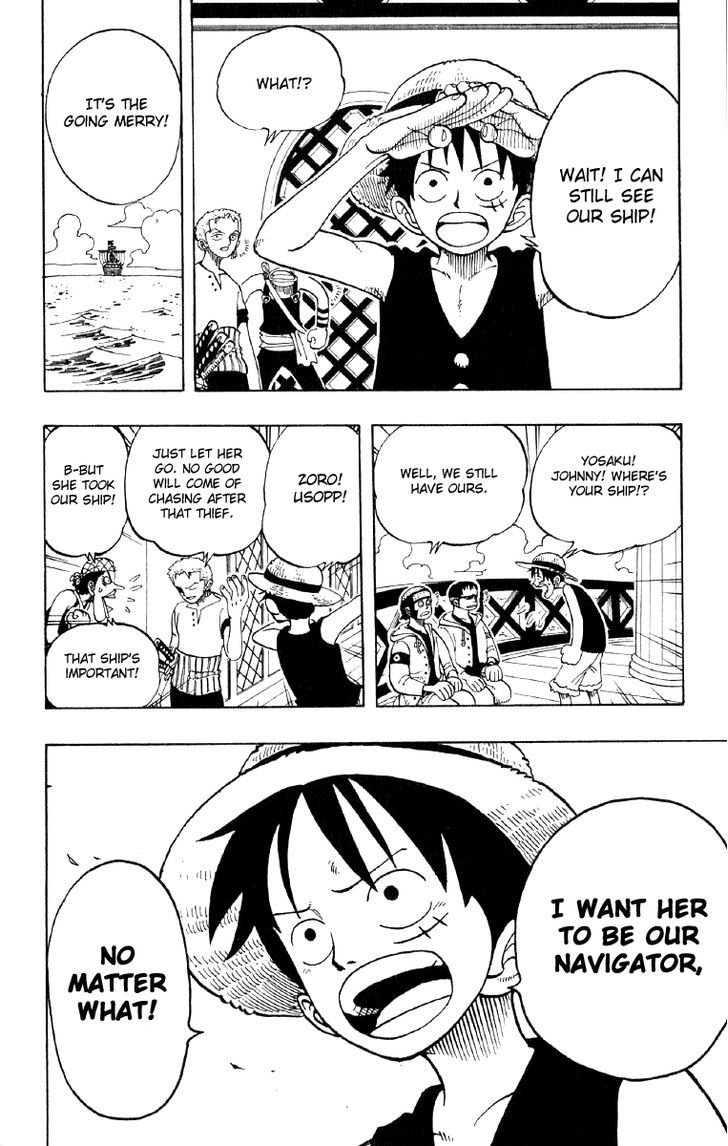 WAIT! I CAN
STILL SEE
OUR SHIP!
WHAT!?
IT'S THE
GOING MERRY!
YOSAKU!
JOHNNY! WHERE'S
YOUR SHIP!?
WELL, WE STILL
HAVE OURS.
ZORO!
USOPP!
JUST LET HER
GO. NO GOOD
WILL COME OF
CHASING AFTER
THAT THIEF.
B-BUT
SHE TOOK
OUR SHIP!
THAT SHIP'S
IMPORTANT!
I WANT HER
TO BE OUR
NAVIGATOR,
NO
MATTER
WHAT!